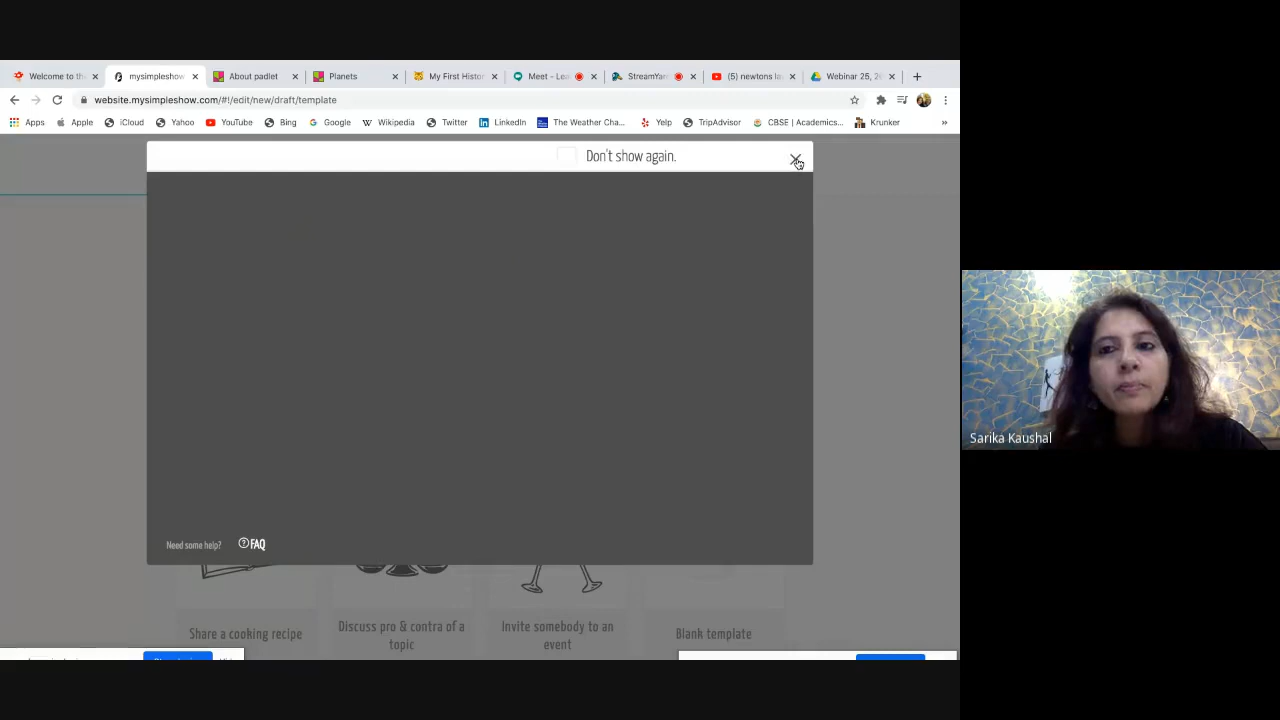 Welcome to the
mysimpleshow
About padlet
Planets
My First Histor
Meet – Lea
StreamYar
(5) newtons la
Webinar 25, 2
website.mysimpleshow.com/#!/edit/new/draft/template
Apps
Apple
iCloud
Yahoo
YouTube
Bing
Google
Wikipedia
Twitter
LinkedIn
The Weather Cha...
Yelp
TripAdvisor
CBSE | Academics...
Krunker
»
Don't show again.
Need some help?
FAQ
Share a cooking recipe
Discuss pro & contra of a
topic
Invite somebody to an
event
Blank template
Sarika Kaushal